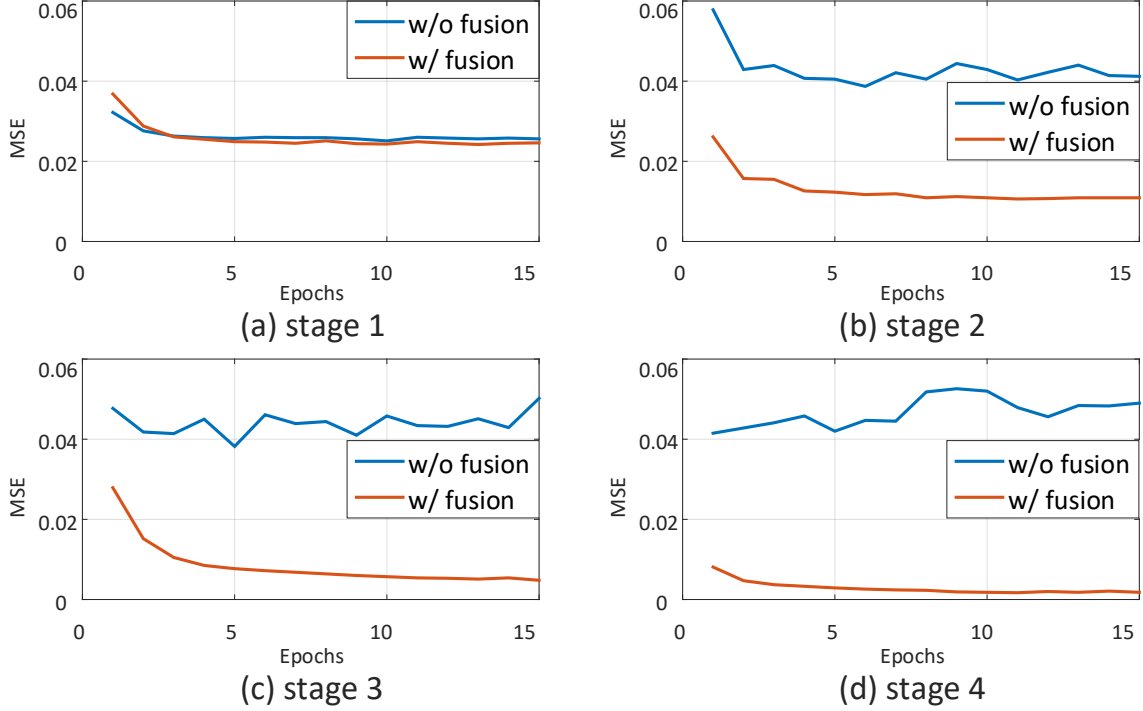 0.06
0.04
0.02
0
MSE
w/o fusion
w/ fusion
0 5 10 15
Epochs
(a) stage 1
0.06
0.04
0.02
0
MSE
w/o fusion
w/ fusion
0 5 10 15
Epochs
(b) stage 2
0.06
0.04
0.02
0
MSE
w/o fusion
w/ fusion
0 5 10 15
Epochs
(c) stage 3
0.06
0.04
0.02
0
MSE
w/o fusion
w/ fusion
0 5 10 15
Epochs
(d) stage 4